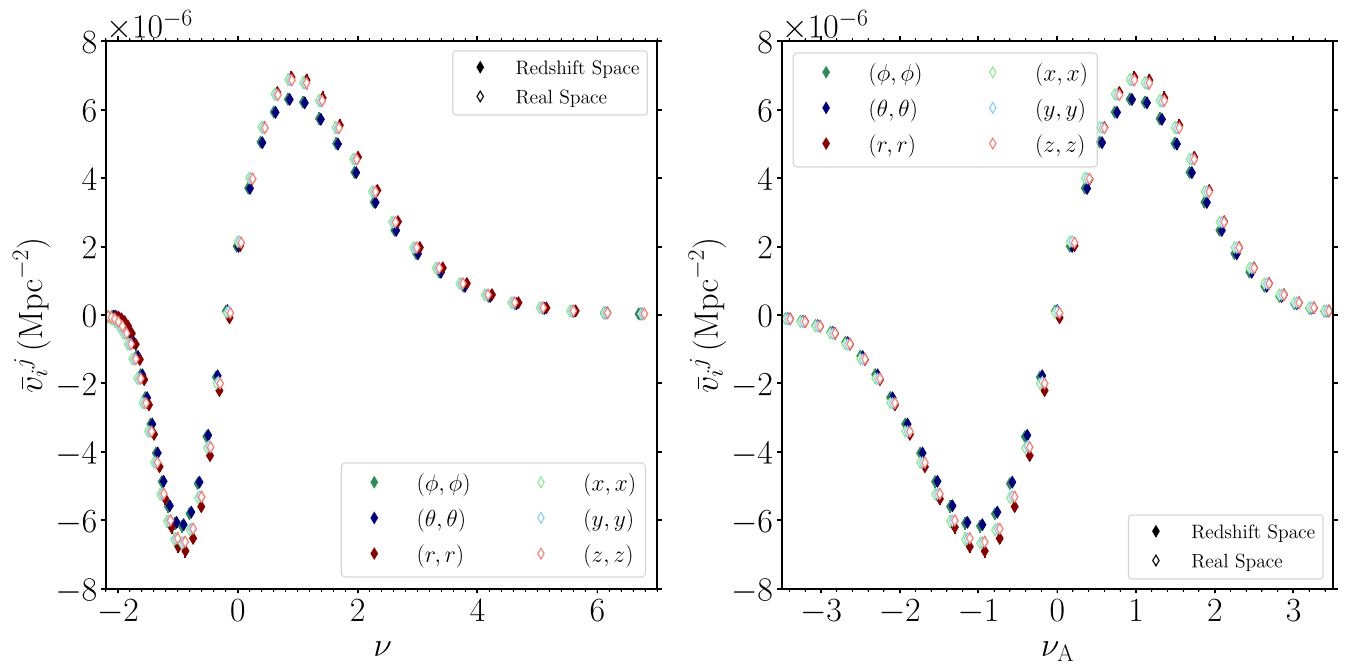 ×10⁻⁶
8
6
4
2
0
−2
−4
−6
−8
v̄ᵢʲ (Mpc⁻²)
−2 0 2 4 6
ν
Redshift Space
Real Space
(ϕ, ϕ) (x, x)
(θ, θ) (y, y)
(r, r) (z, z)
×10⁻⁶
8
6
4
2
0
−2
−4
−6
−8
v̄ᵢʲ (Mpc⁻²)
−3 −2 −1 0 1 2 3
ν_A
(ϕ, ϕ) (x, x)
(θ, θ) (y, y)
(r, r) (z, z)
Redshift Space
Real Space